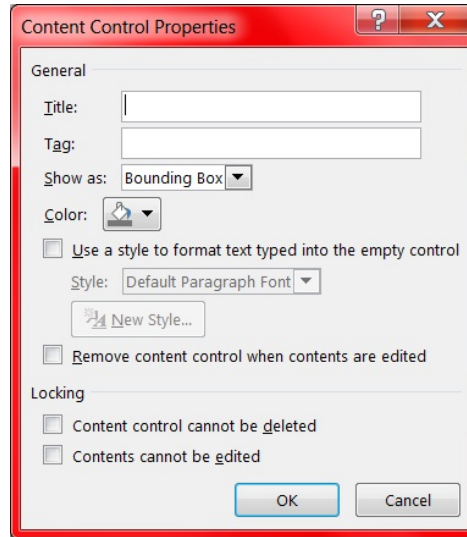 Content Control Properties
? X
General
Title:
Tag:
Show as: Bounding Box
Color:
Use a style to format text typed into the empty control
Style: Default Paragraph Font
New Style...
Remove content control when contents are edited
Locking
Content control cannot be deleted
Contents cannot be edited
OK Cancel